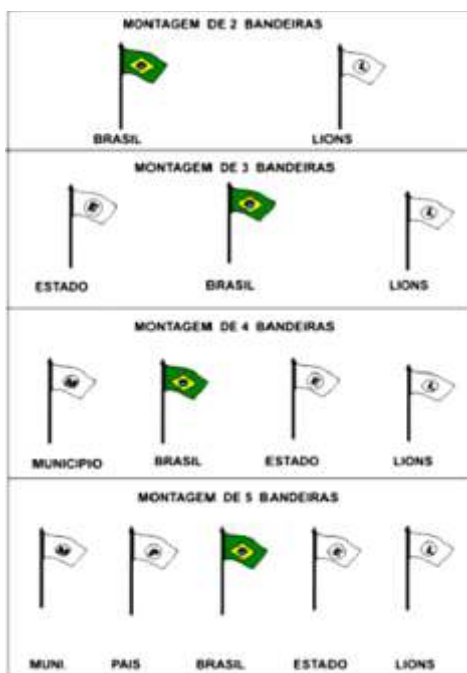 MONTAGEM DE 2 BANDEIRAS
L
BRASIL LIONS
MONTAGEM DE 3 BANDEIRAS
E L
ESTADO BRASIL LIONS
MONTAGEM DE 4 BANDEIRAS
M E L
MUNICIPIO BRASIL ESTADO LIONS
MONTAGEM DE 5 BANDEIRAS
M P E L
MUNI. PAIS BRASIL ESTADO LIONS